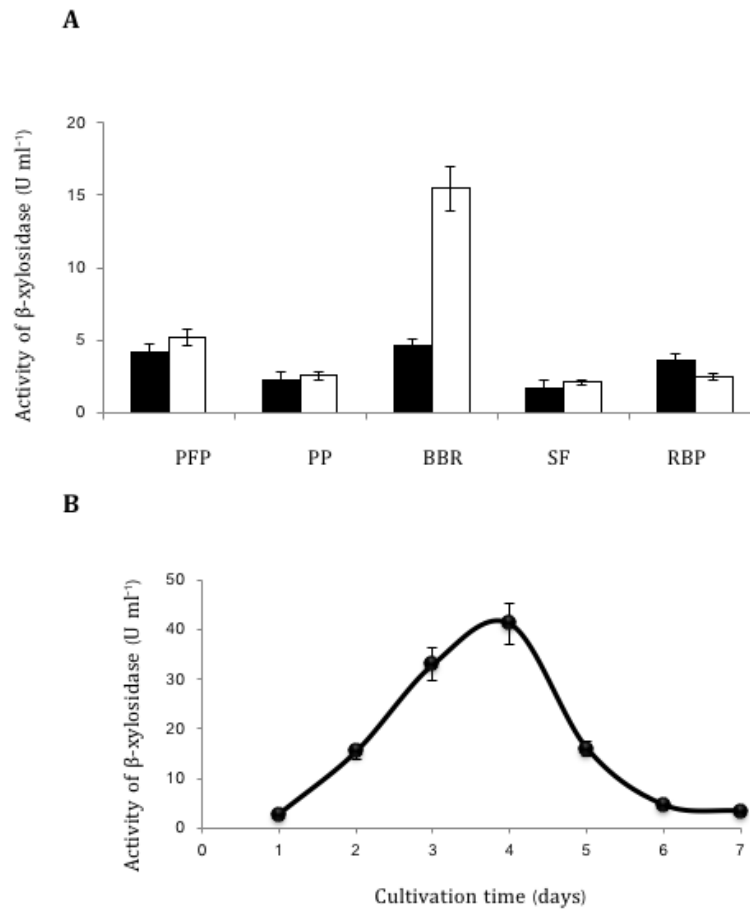 A
Activity of β-xylosidase (U ml⁻¹)
20
15
10
5
0
PFP PP BBR SF RBP
B
Activity of β-xylosidase (U ml⁻¹)
50
40
30
20
10
0
0 1 2 3 4 5 6 7
Cultivation time (days)